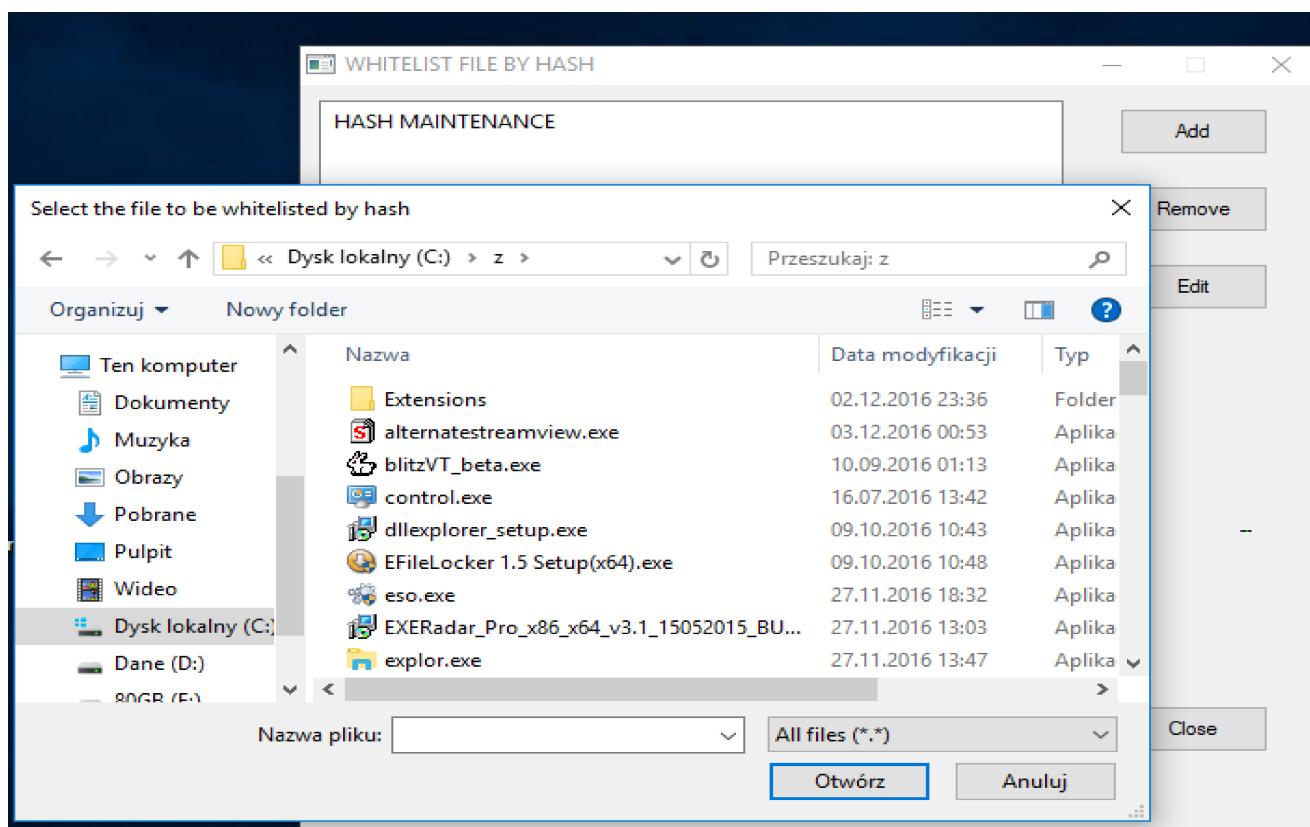 WHITELIST FILE BY HASH
HASH MAINTENANCE
Add
Remove
Edit
Close
Select the file to be whitelisted by hash
« Dysk lokalny (C:) > z >
Przeszukaj: z
Organizuj
Nowy folder
Ten komputer
Dokumenty
Muzyka
Obrazy
Pobrane
Pulpit
Wideo
Dysk lokalny (C:)
Dane (D:)
80GB (E:)
Nazwa Data modyfikacji Typ
Extensions 02.12.2016 23:36 Folder
alternatestreamview.exe 03.12.2016 00:53 Aplika
blitzVT_beta.exe 10.09.2016 01:13 Aplika
control.exe 16.07.2016 13:42 Aplika
dllexplorer_setup.exe 09.10.2016 10:43 Aplika
EFileLocker 1.5 Setup(x64).exe 09.10.2016 10:48 Aplika
eso.exe 27.11.2016 18:32 Aplika
EXERadar_Pro_x86_x64_v3.1_15052015_BU... 27.11.2016 13:03 Aplika
explor.exe 27.11.2016 13:47 Aplika
Nazwa pliku:
All files (*.*)
Otwórz
Anuluj